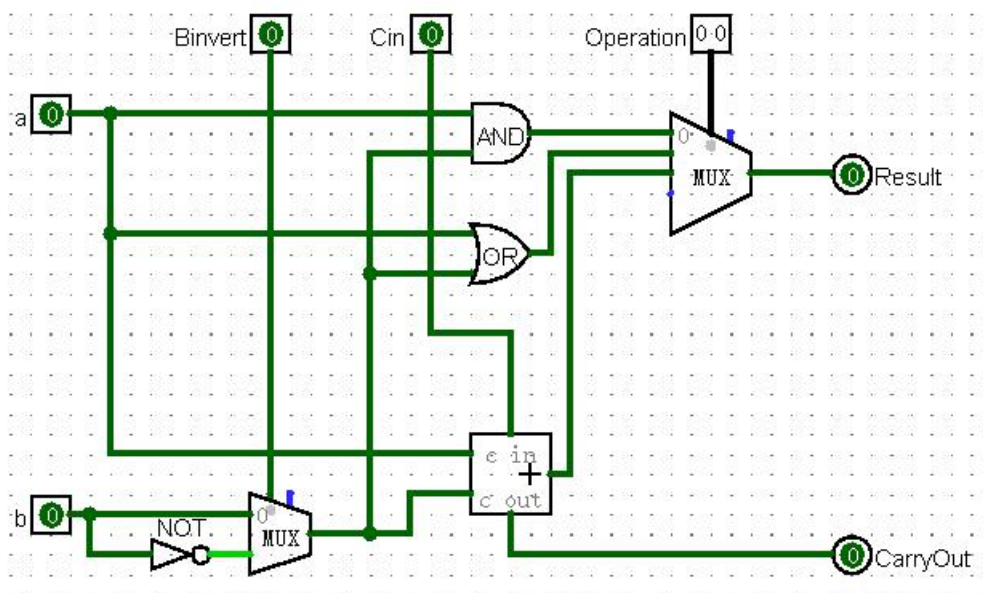 Binvert 0 Cin 0 Operation 0 0
a 0
AND
0
MUX
0 Result
OR
c in
+
c out
b 0
NOT
0
MUX
0 CarryOut